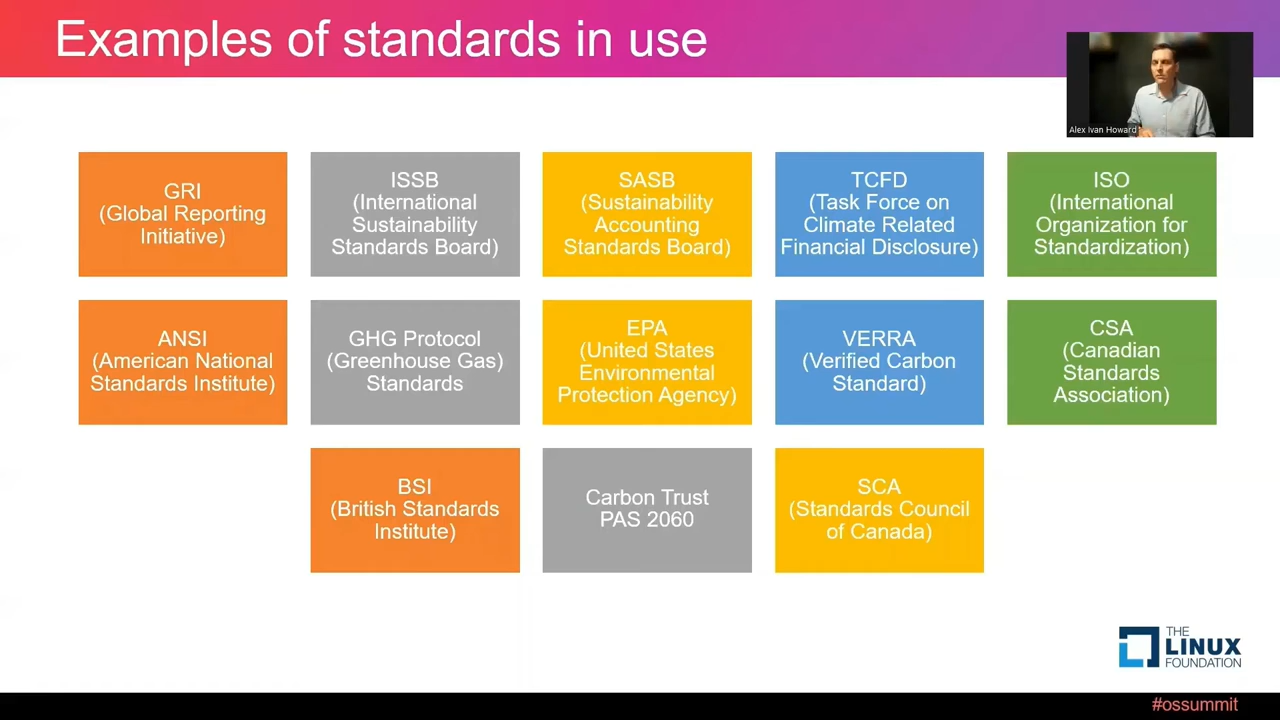 Examples of standards in use
Alex Ivan Howard
GRI
(Global Reporting
Initiative)
ISSB
(International
Sustainability
Standards Board)
SASB
(Sustainability
Accounting
Standards Board)
TCFD
(Task Force on
Climate Related
Financial Disclosure)
ISO
(International
Organization for
Standardization)
ANSI
(American National
Standards Institute)
GHG Protocol
(Greenhouse Gas)
Standards
EPA
(United States
Environmental
Protection Agency)
VERRA
(Verified Carbon
Standard)
CSA
(Canadian
Standards
Association)
BSI
(British Standards
Institute)
Carbon Trust
PAS 2060
SCA
(Standards Council
of Canada)
THE
LINUX
FOUNDATION
#ossummit